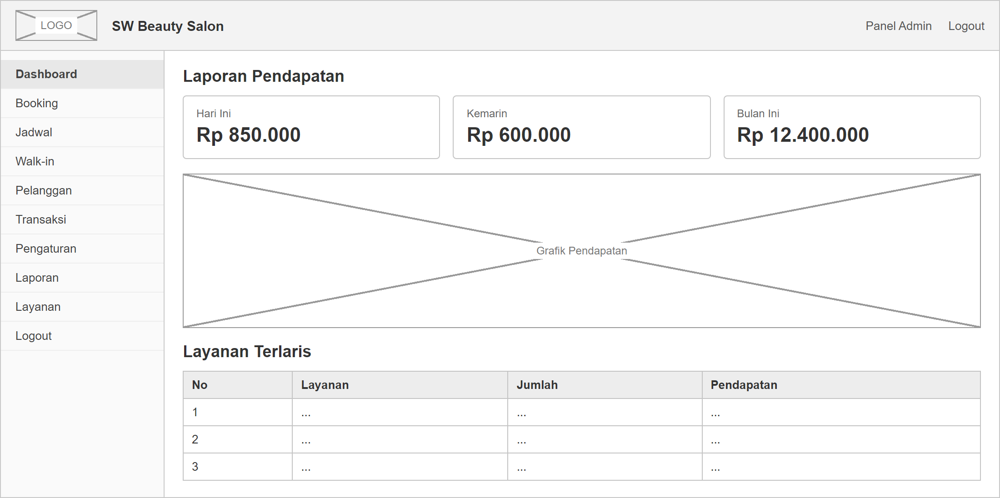 LOGO
SW Beauty Salon
Panel Admin
Logout
Dashboard
Booking
Jadwal
Walk-in
Pelanggan
Transaksi
Pengaturan
Laporan
Layanan
Logout
Laporan Pendapatan
Hari Ini
Rp 850.000
Kemarin
Rp 600.000
Bulan Ini
Rp 12.400.000
Grafik Pendapatan
Layanan Terlaris
No Layanan Jumlah Pendapatan
1 ... ... ...
2 ... ... ...
3 ... ... ...